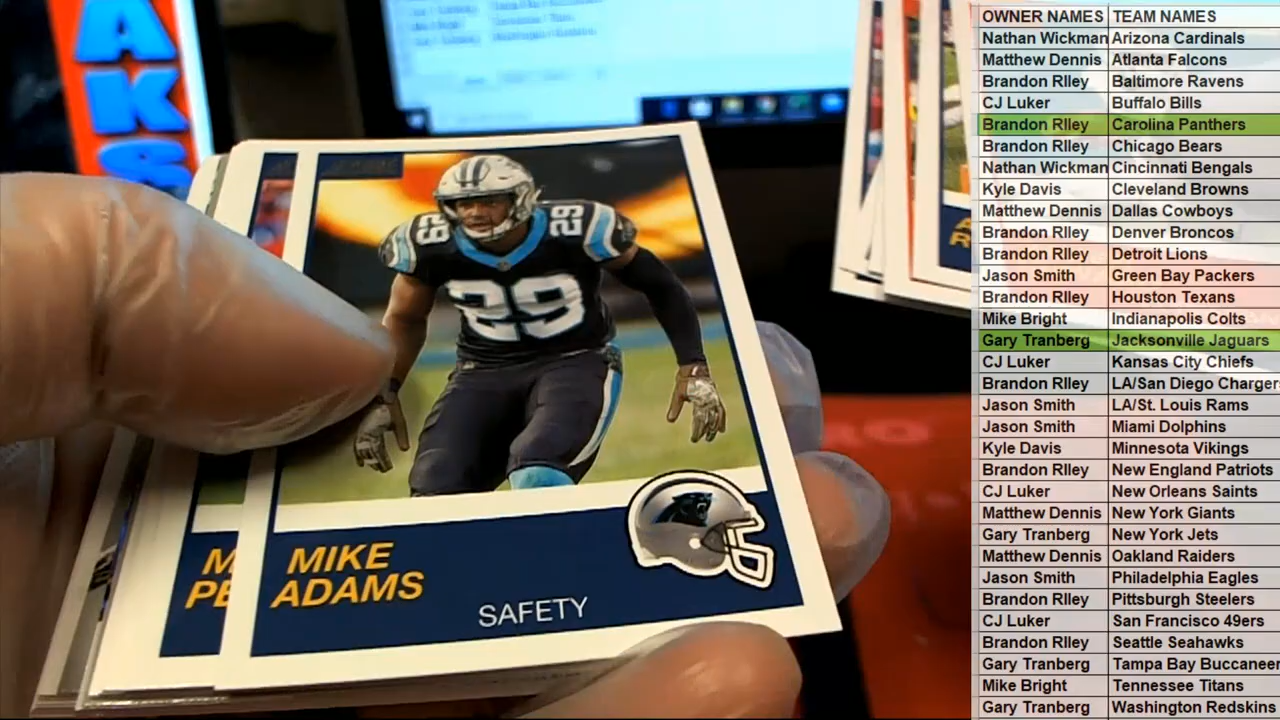 AKS
29
29
29
MIKE
ADAMS
SAFETY
M
PE
OWNER NAMES TEAM NAMES
Nathan Wickman Arizona Cardinals
Matthew Dennis Atlanta Falcons
Brandon RIley Baltimore Ravens
CJ Luker Buffalo Bills
Brandon RIley Carolina Panthers
Brandon RIley Chicago Bears
Nathan Wickman Cincinnati Bengals
Kyle Davis Cleveland Browns
Matthew Dennis Dallas Cowboys
Brandon RIley Denver Broncos
Brandon RIley Detroit Lions
Jason Smith Green Bay Packers
Brandon RIley Houston Texans
Mike Bright Indianapolis Colts
Gary Tranberg Jacksonville Jaguars
CJ Luker Kansas City Chiefs
Brandon RIley LA/San Diego Chargers
Jason Smith LA/St. Louis Rams
Jason Smith Miami Dolphins
Kyle Davis Minnesota Vikings
Brandon RIley New England Patriots
CJ Luker New Orleans Saints
Matthew Dennis New York Giants
Gary Tranberg New York Jets
Matthew Dennis Oakland Raiders
Jason Smith Philadelphia Eagles
Brandon RIley Pittsburgh Steelers
CJ Luker San Francisco 49ers
Brandon RIley Seattle Seahawks
Gary Tranberg Tampa Bay Buccaneer
Mike Bright Tennessee Titans
Gary Tranberg Washington Redskins